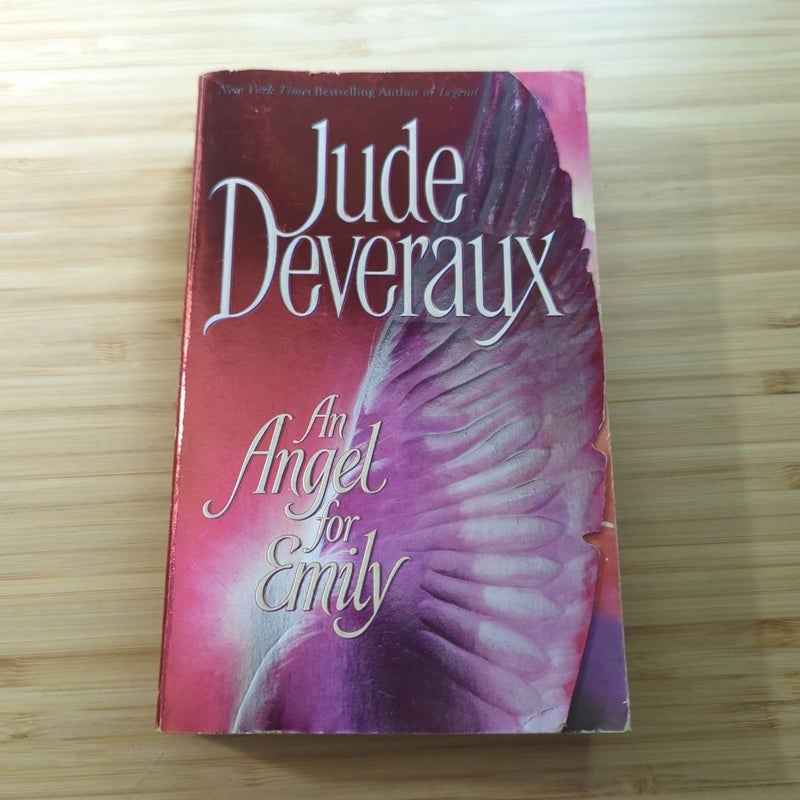 New York Times Bestselling Author of Legend
Jude
Deveraux
An
Angel
for
Emily